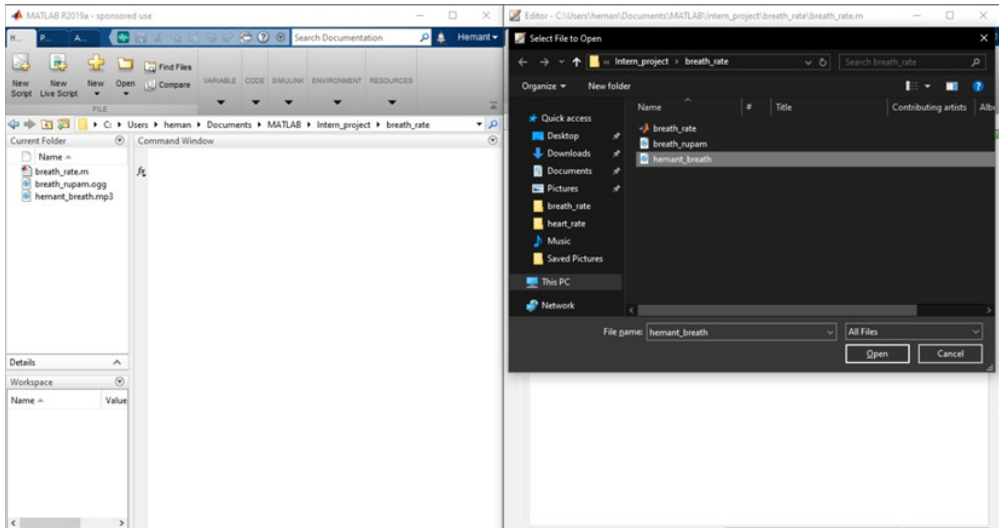 MATLAB R2019a - sponsored use
H... P... A... Search Documentation Hemant
New Script
New Live Script
New
Open
Find Files
Compare
VARIABLE CODE SIMULINK ENVIRONMENT RESOURCES
FILE
C: Users heman Documents MATLAB Intern_project breath_rate
Current Folder
Name
breath_rate.m
breath_rupam.ogg
hemant_breath.mp3
Details
Workspace
Name Value
Command Window
fx
Editor - C:\Users\heman\Documents\MATLAB\Intern_project\breath_rate\breath_rate.m
Select File to Open
« Intern_project › breath_rate
Search breath_rate
Organize New folder
Name # Title Contributing artists Albu
Quick access
Desktop
Downloads
Documents
Pictures
breath_rate
heart_rate
Music
Saved Pictures
This PC
Network
breath_rate
breath_rupam
hemant_breath
File name: hemant_breath
All Files
Open Cancel